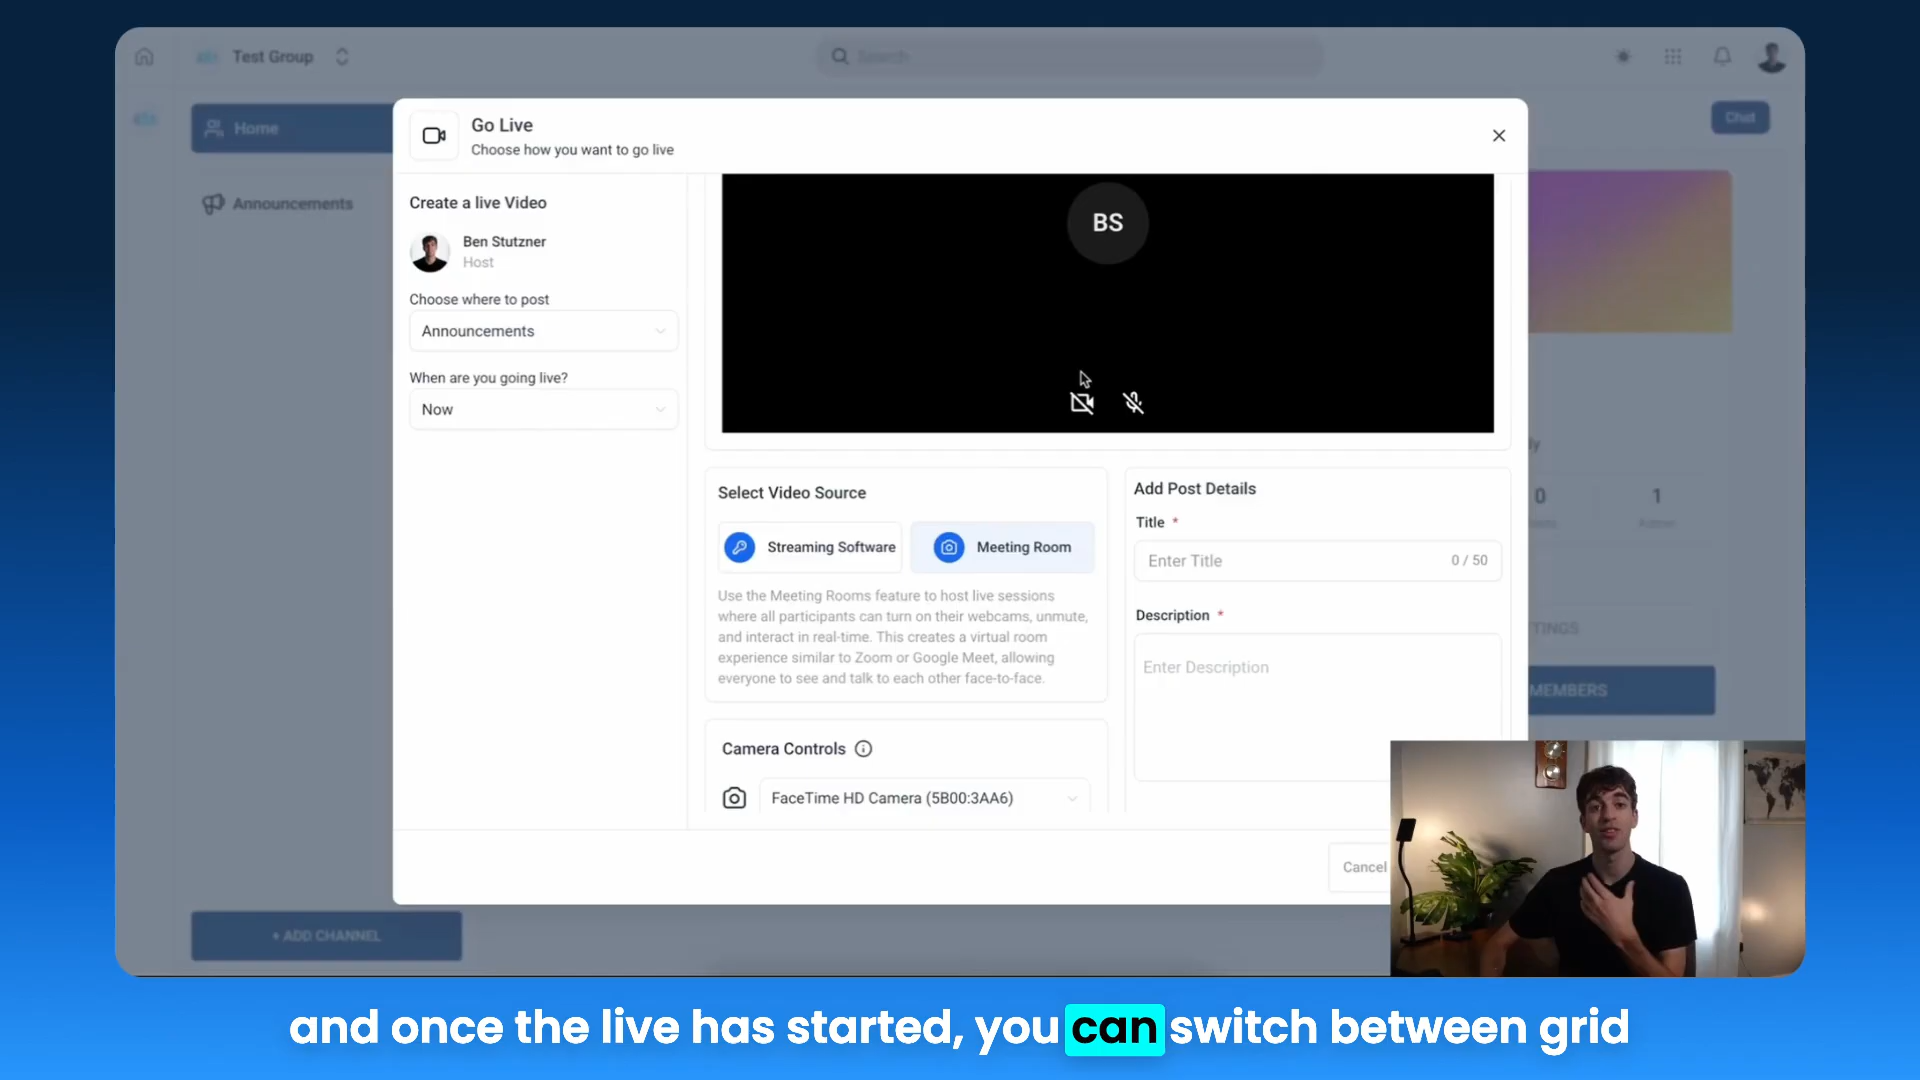 Test Group
Search
Home
Chat
Announcements
Go Live
Choose how you want to go live
Create a live Video
Ben Stutzner
Host
Choose where to post
Announcements
When are you going live?
Now
BS
Select Video Source
Streaming Software
Meeting Room
Use the Meeting Rooms feature to host live sessions
where all participants can turn on their webcams, unmute,
and interact in real-time. This creates a virtual room
experience similar to Zoom or Google Meet, allowing
everyone to see and talk to each other face-to-face.
Camera Controls
FaceTime HD Camera (5B00:3AA6)
Add Post Details
Title *
Enter Title
0 / 50
Description *
Enter Description
Cancel
0
1
Admin
TINGS
MEMBERS
+ ADD CHANNEL
and once the live has started, you can switch between grid